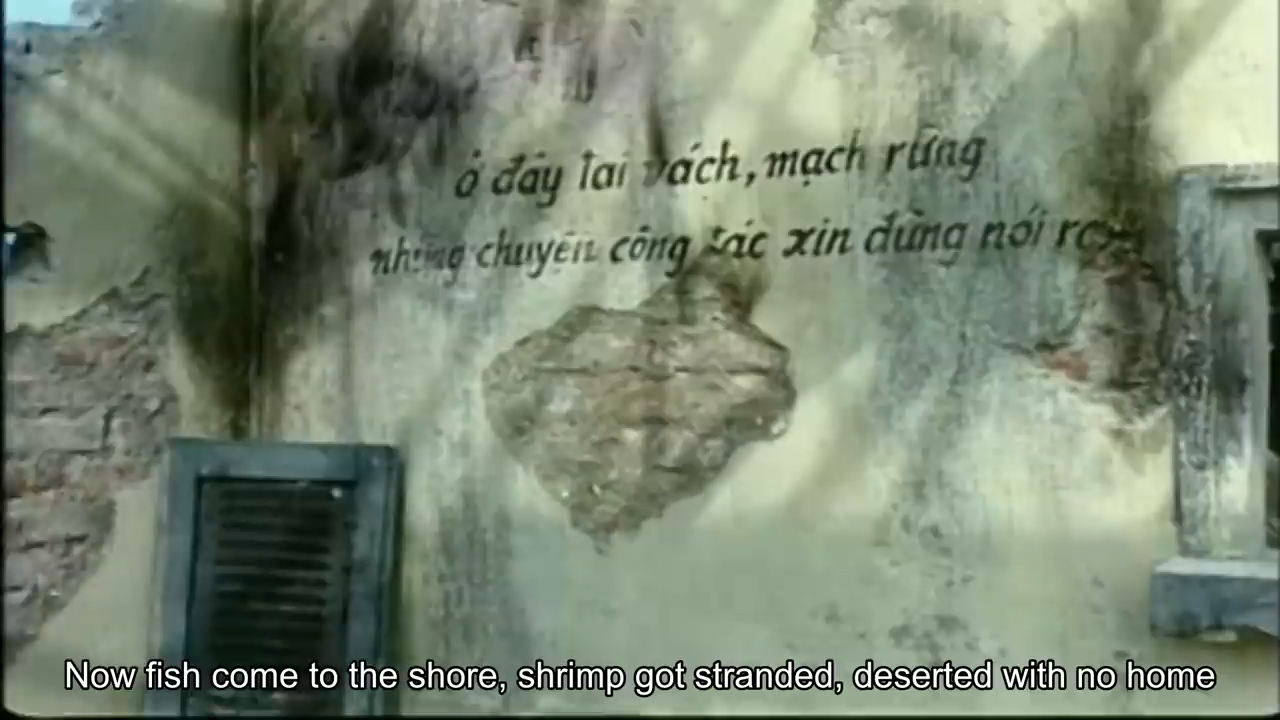 ở đây tai vách, mạch rừng
những chuyện công tác xin đừng nói ra
Now fish come to the shore, shrimp got stranded, deserted with no home